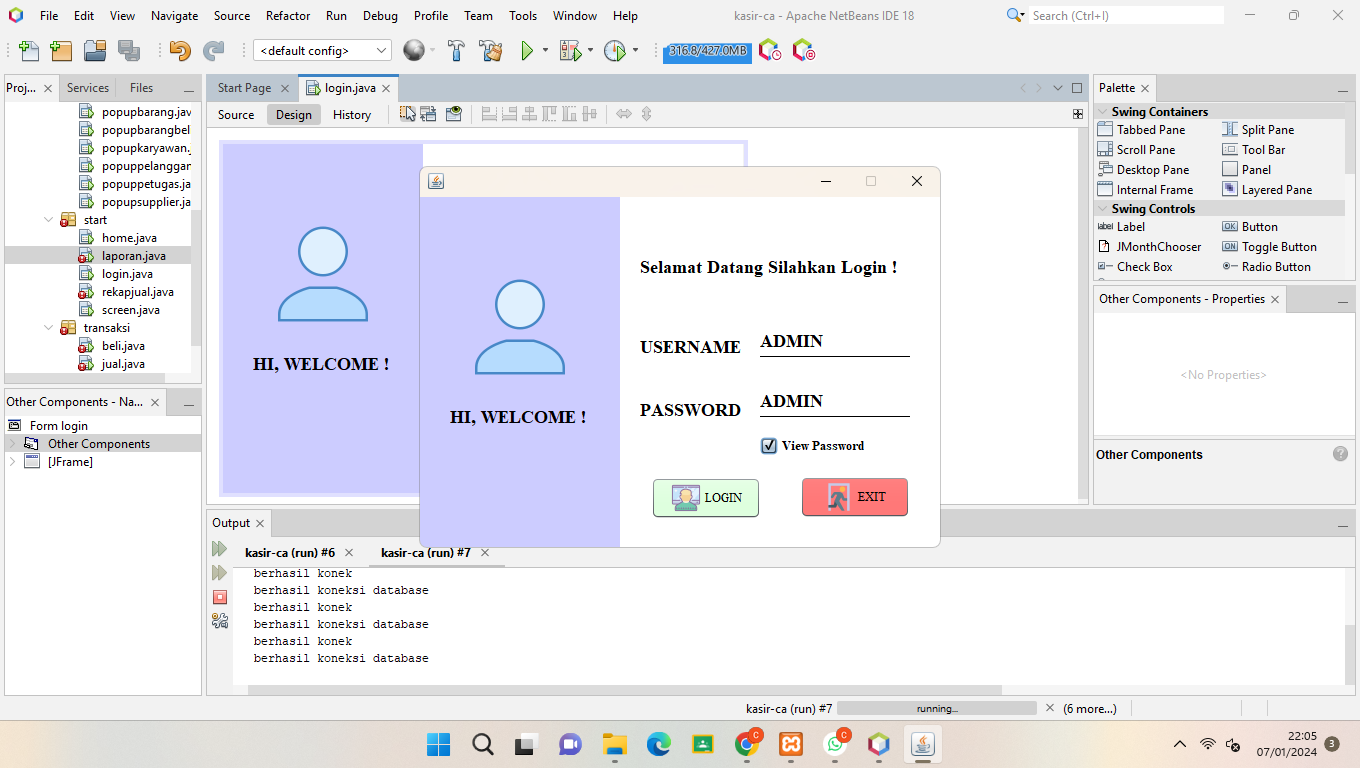 File Edit View Navigate Source Refactor Run Debug Profile Team Tools Window Help
kasir-ca - Apache NetBeans IDE 18
Search (Ctrl+I)
<default config>
316.8/427.0MB
Proj... Services Files
popupbarang.jav
popupbarangbel
popupkaryawan.
popuppelanggan
popuppetugas.ja
popupsupplier.ja
start
home.java
laporan.java
login.java
rekapjual.java
screen.java
transaksi
beli.java
jual.java
Other Components - Na...
Form login
Other Components
[JFrame]
Start Page login.java
Source Design History
HI, WELCOME !
HI, WELCOME !
Selamat Datang Silahkan Login !
USERNAME ADMIN
PASSWORD ADMIN
View Password
LOGIN EXIT
Palette
Swing Containers
Tabbed Pane Split Pane
Scroll Pane Tool Bar
Desktop Pane Panel
Internal Frame Layered Pane
Swing Controls
label Label OK Button
JMonthChooser ON Toggle Button
Check Box Radio Button
Other Components - Properties
<No Properties>
Other Components
Output
kasir-ca (run) #6 kasir-ca (run) #7
berhasil konek
berhasil koneksi database
berhasil konek
berhasil koneksi database
berhasil konek
berhasil koneksi database
kasir-ca (run) #7 running... (6 more...)
C
C
22:05
07/01/2024
3